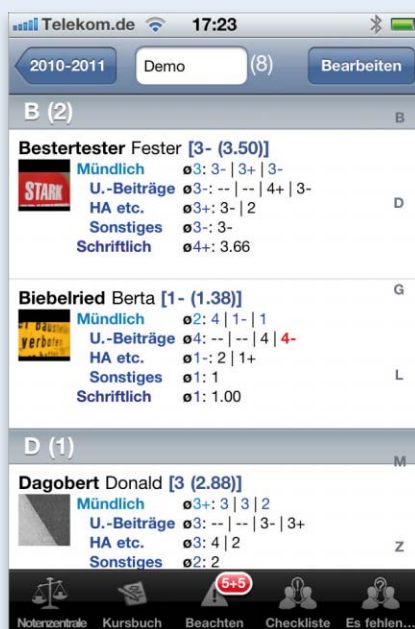 Telekom.de 17:23
2010-2011 Demo (8) Bearbeiten
B (2)
B
Bestertester Fester [3- (3.50)]
STARK
Mündlich ø3: 3- | 3+ | 3-
U.-Beiträge ø3-: -- | -- | 4+ | 3-
D
HA etc. ø3+: 3- | 2
Sonstiges ø3-: 3-
Schriftlich ø4+: 3.66
G
Biebelried Berta [1- (1.38)]
verboten
Mündlich ø2: 4 | 1- | 1
U.-Beiträge ø4: -- | -- | 4 | 4-
HA etc. ø1-: 2 | 1+
L
Sonstiges ø1: 1
Schriftlich ø1: 1.00
D (1)
M
Dagobert Donald [3 (2.88)]
Mündlich ø3+: 3 | 3 | 2
U.-Beiträge ø3: -- | -- | 3- | 3+
HA etc. ø3: 4 | 2
Z
Sonstiges ø2: 2
5+5
Notenzentrale Kursbuch Beachten Checkliste Es fehlen...